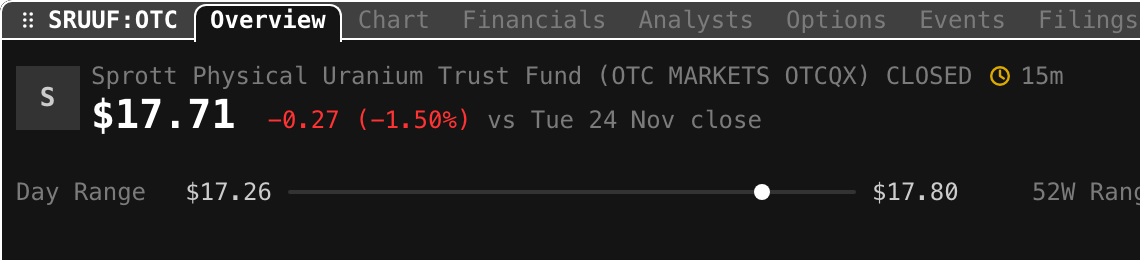 SRUUF:OTC Overview Chart Financials Analysts Options Events Filings
S
Sprott Physical Uranium Trust Fund (OTC MARKETS OTCQX) CLOSED 15m
$17.71 −0.27 (−1.50%) vs Tue 24 Nov close
Day Range $17.26 $17.80 52W Rang